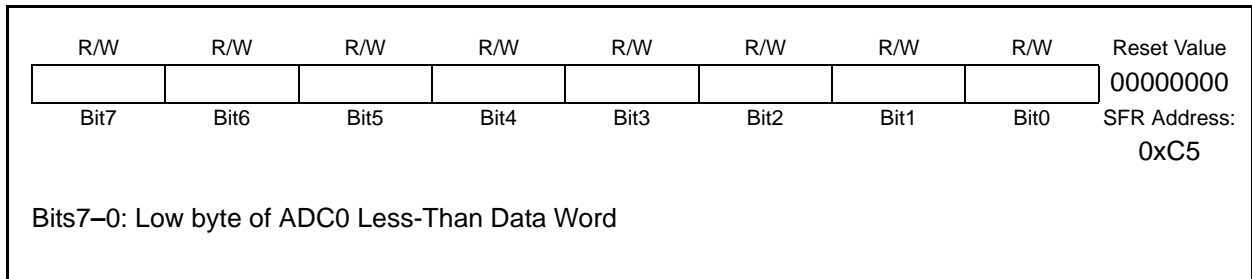 R/W R/W R/W R/W R/W R/W R/W R/W Reset Value
00000000
Bit7 Bit6 Bit5 Bit4 Bit3 Bit2 Bit1 Bit0 SFR Address:
0xC5
Bits7–0: Low byte of ADC0 Less-Than Data Word